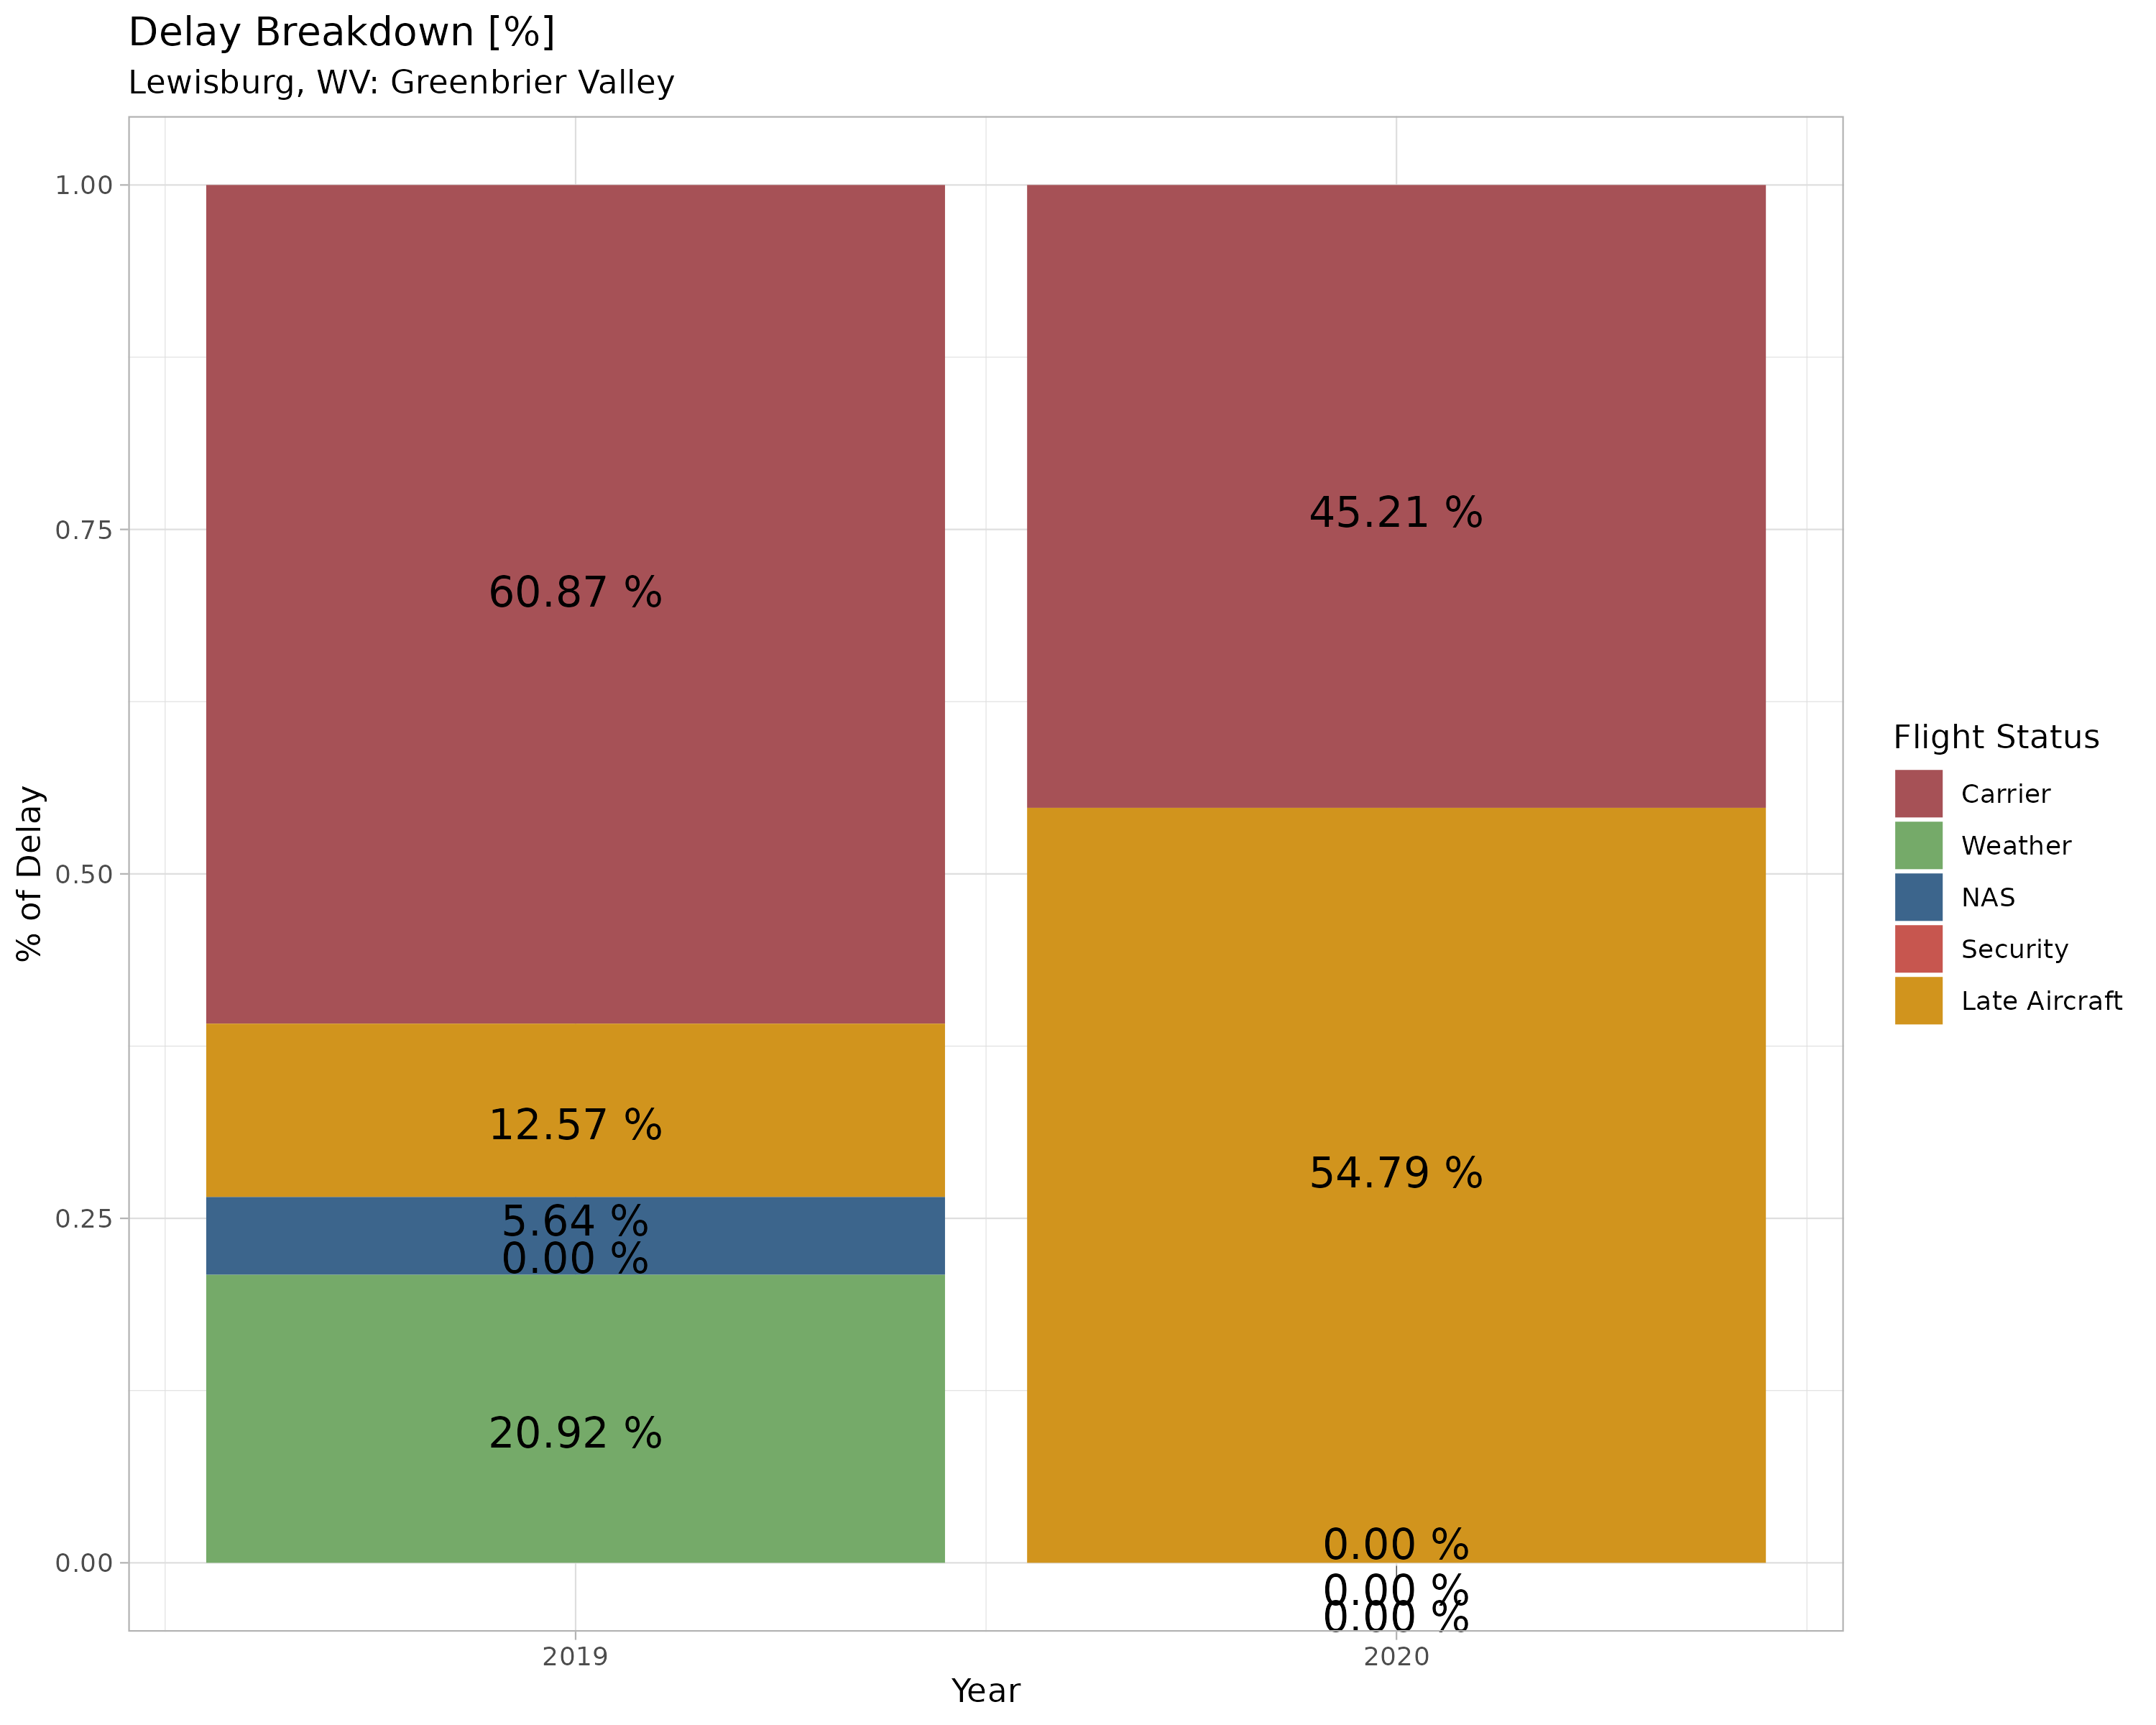 Delay Breakdown [%]
Lewisburg, WV: Greenbrier Valley
1.00
0.75
0.50
0.25
0.00
% of Delay
60.87 %
12.57 %
5.64 %
0.00 %
20.92 %
45.21 %
54.79 %
0.00 %
0.00 %
0.00 %
2019
2020
Year
Flight Status
Carrier
Weather
NAS
Security
Late Aircraft